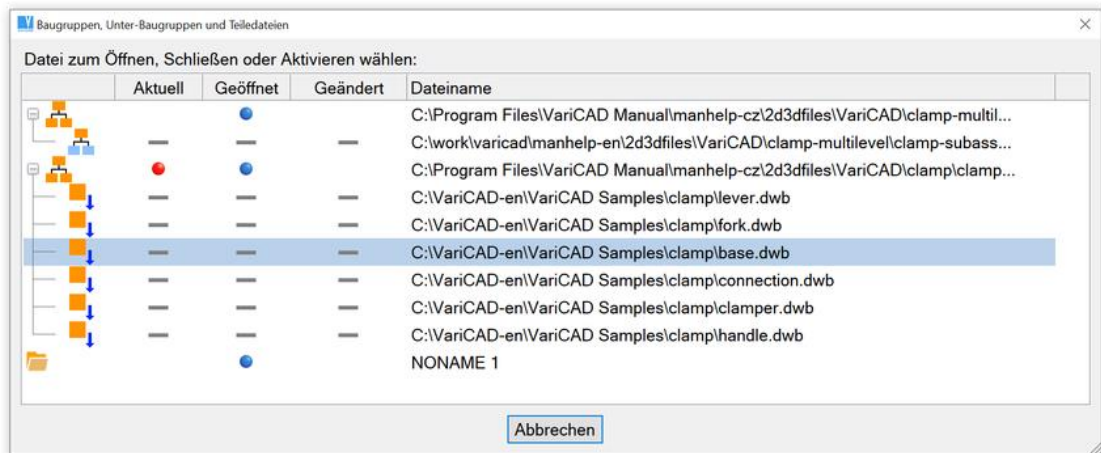 Baugruppen, Unter-Baugruppen und Teiledateien
Datei zum Öffnen, Schließen oder Aktivieren wählen:
Aktuell Geöffnet Geändert Dateiname
C:\Program Files\VariCAD Manual\manhelp-cz\2d3dfiles\VariCAD\clamp-multil...
C:\work\varicad\manhelp-en\2d3dfiles\VariCAD\clamp-multilevel\clamp-subass...
C:\Program Files\VariCAD Manual\manhelp-cz\2d3dfiles\VariCAD\clamp\clamp...
C:\VariCAD-en\VariCAD Samples\clamp\lever.dwb
C:\VariCAD-en\VariCAD Samples\clamp\fork.dwb
C:\VariCAD-en\VariCAD Samples\clamp\base.dwb
C:\VariCAD-en\VariCAD Samples\clamp\connection.dwb
C:\VariCAD-en\VariCAD Samples\clamp\clamper.dwb
C:\VariCAD-en\VariCAD Samples\clamp\handle.dwb
NONAME 1
Abbrechen